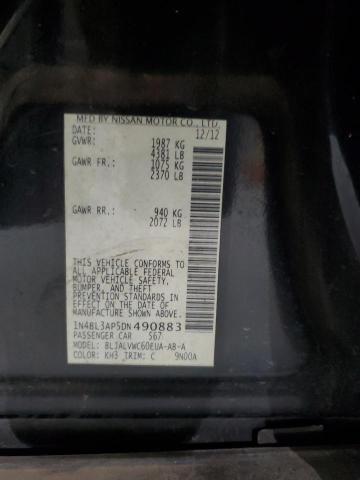 MFD BY NISSAN MOTOR CO., LTD.
DATE: 12/12
GVWR: 1987 KG
4381 LB
GAWR FR.: 1075 KG
2370 LB
GAWR RR.: 940 KG
2072 LB
THIS VEHICLE CONFORMS TO
ALL APPLICABLE FEDERAL
MOTOR VEHICLE SAFETY,
BUMPER, AND THEFT
PREVENTION STANDARDS
IN EFFECT ON THE DATE OF
MANUFACTURE SHOWN ABOVE.
1N4BL3AP5DN490883
PASSENGER CAR 567
MODEL: BLJALVWC60EUA-AB-A
COLOR: KH3 TRIM: C 9N00A